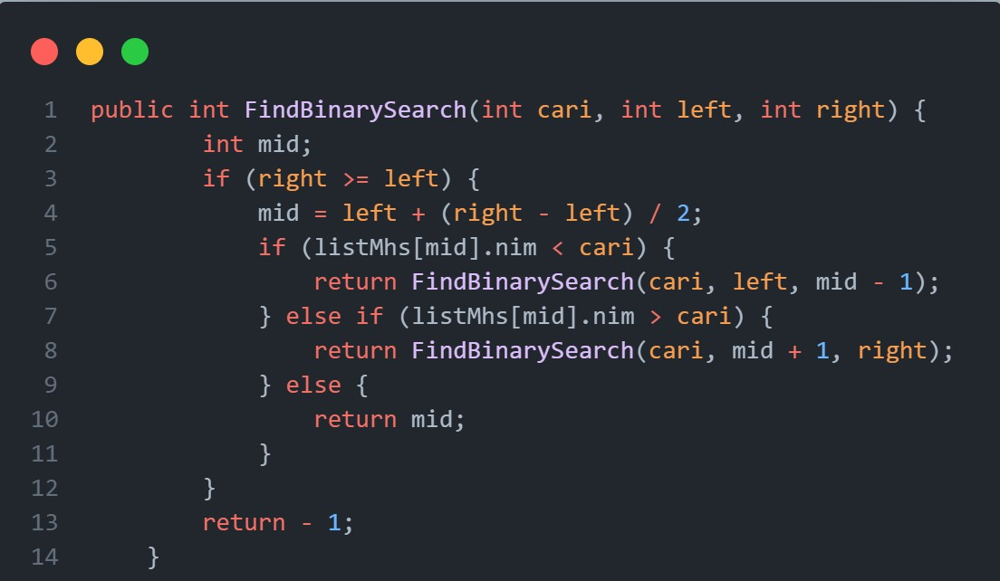 1 public int FindBinarySearch(int cari, int left, int right) {
2 int mid;
3 if (right >= left) {
4 mid = left + (right - left) / 2;
5 if (listMhs[mid].nim < cari) {
6 return FindBinarySearch(cari, left, mid - 1);
7 } else if (listMhs[mid].nim > cari) {
8 return FindBinarySearch(cari, mid + 1, right);
9 } else {
10 return mid;
11 }
12 }
13 return - 1;
14 }